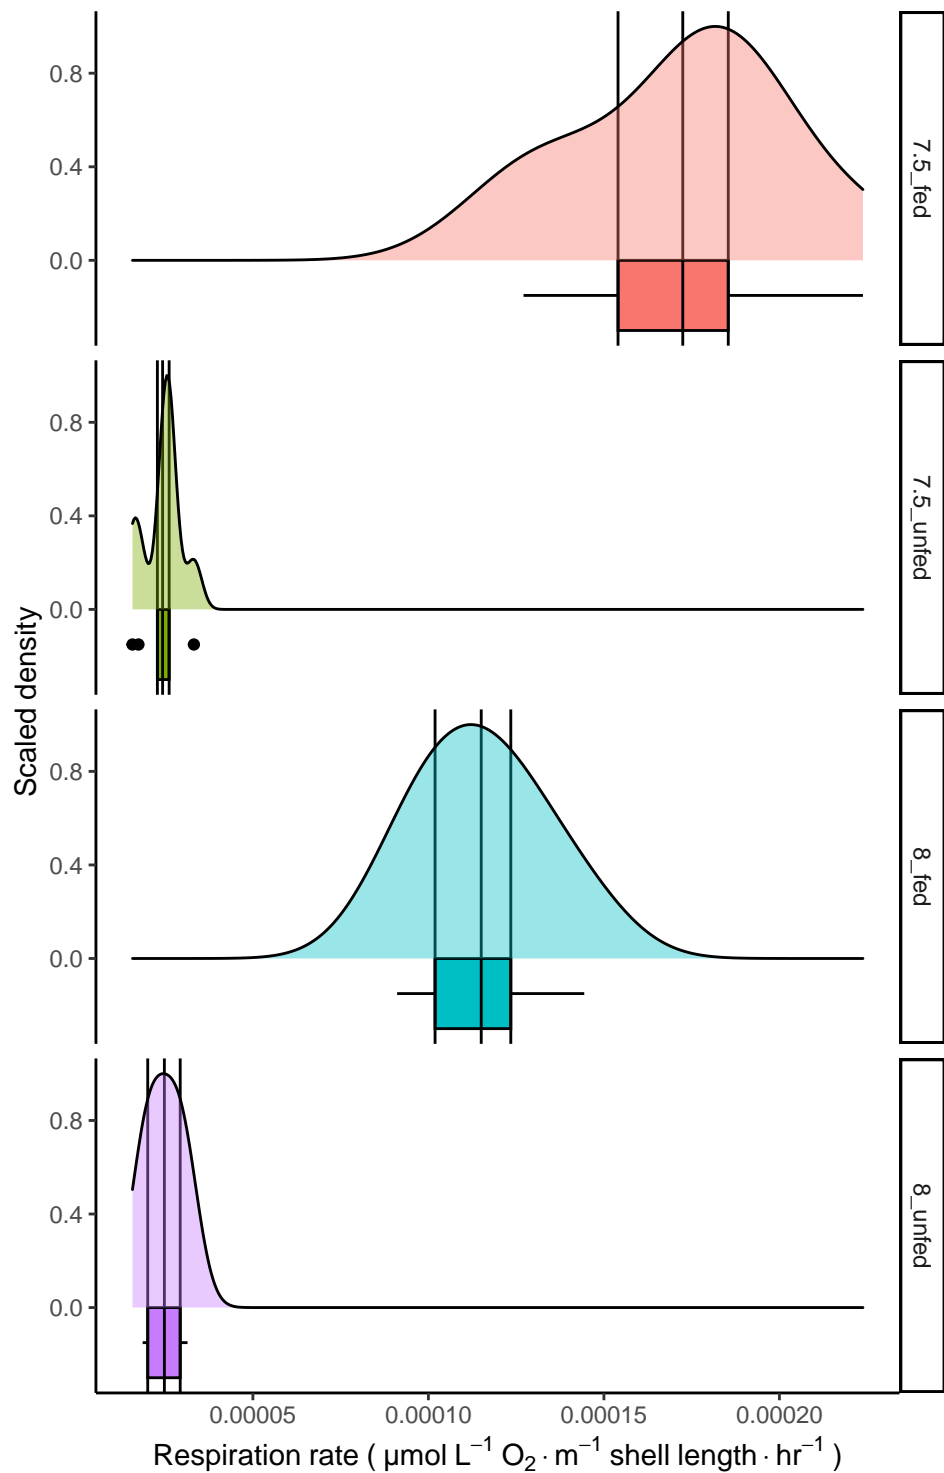 0.8
0.4
0.0
7.5_fed
0.8
0.4
0.0
7.5_unfed
Scaled density
0.8
0.4
0.0
8_fed
0.8
0.4
0.0
8_unfed
0.00005 0.00010 0.00015 0.00020
Respiration rate ( μmol L⁻¹ O₂ · m⁻¹ shell length · hr⁻¹ )